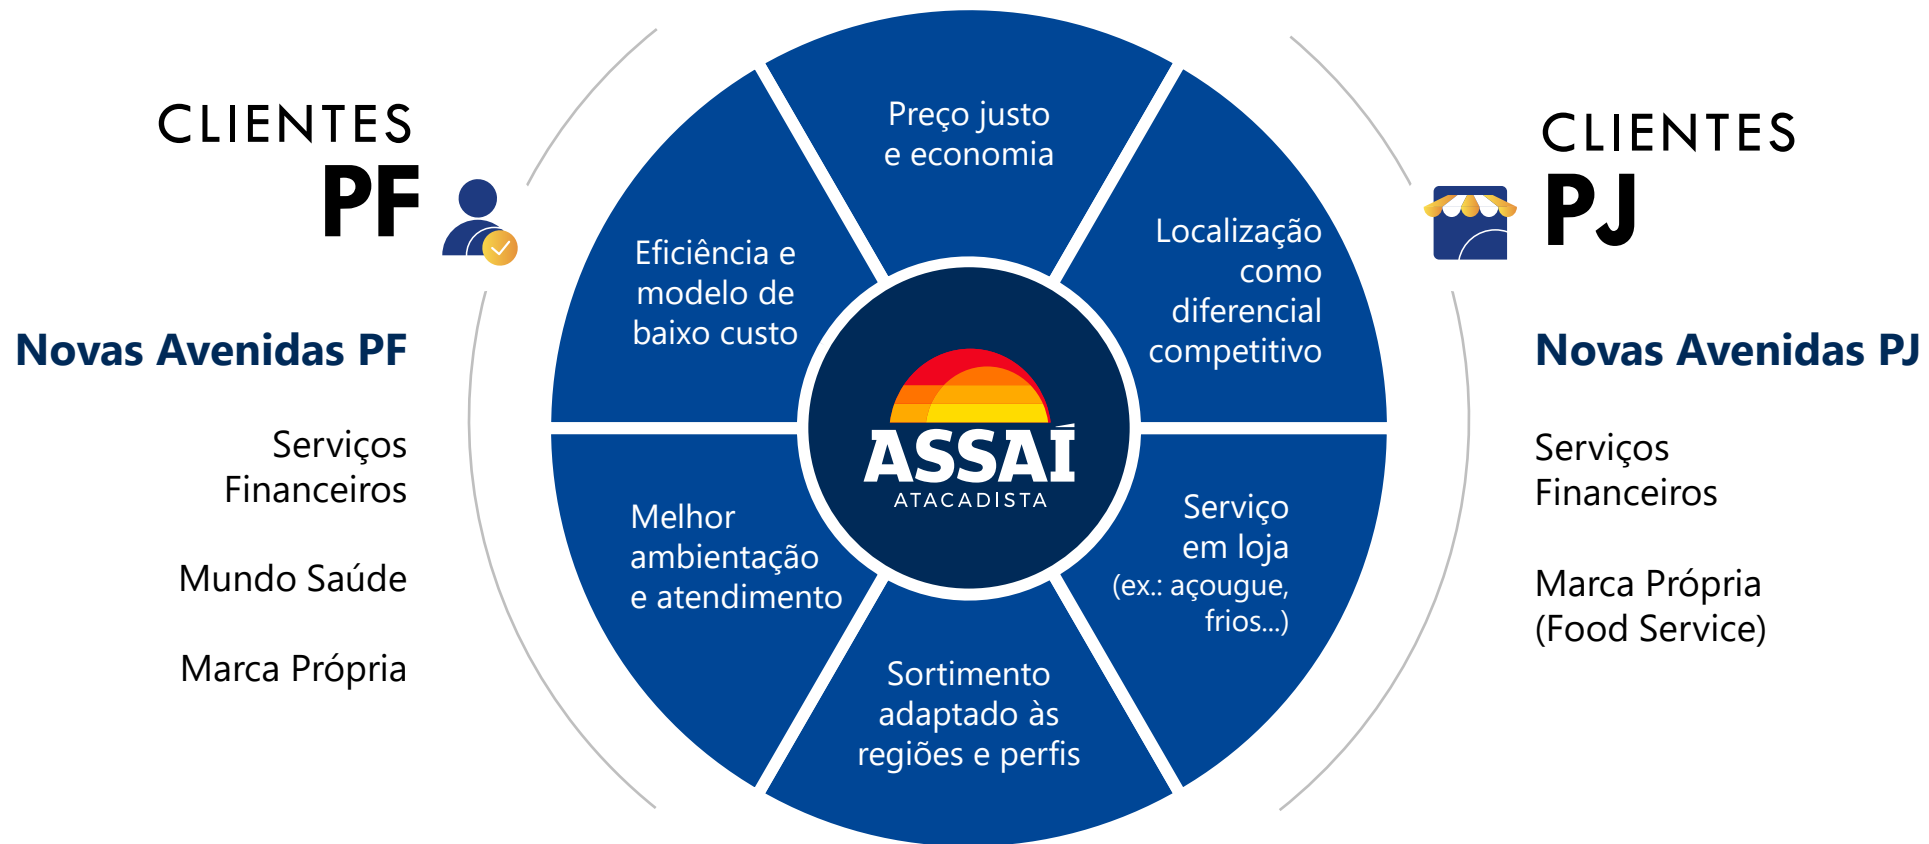 CLIENTES
PF
Novas Avenidas PF
Serviços
Financeiros
Mundo Saúde
Marca Própria
Preço justo
e economia
Localização
como
diferencial
competitivo
Serviço
em loja
(ex.: açougue,
frios...)
Sortimento
adaptado às
regiões e perfis
Melhor
ambientação
e atendimento
Eficiência e
modelo de
baixo custo
ASSAÍ
ATACADISTA
CLIENTES
PJ
Novas Avenidas PJ
Serviços
Financeiros
Marca Própria
(Food Service)